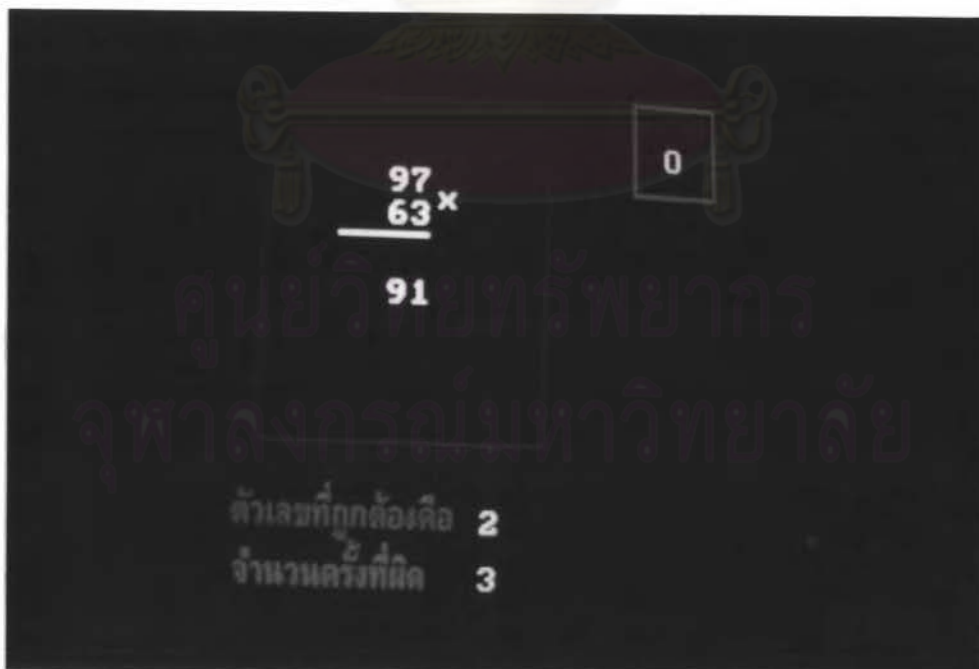 97
63 x
0
91
ศูนย์วิทยทรัพยากร
จุฬาลงกรณ์มหาวิทยาลัย
ตัวเลขที่ถูกต้องคือ 2
จำนวนครั้งที่ผิด 3